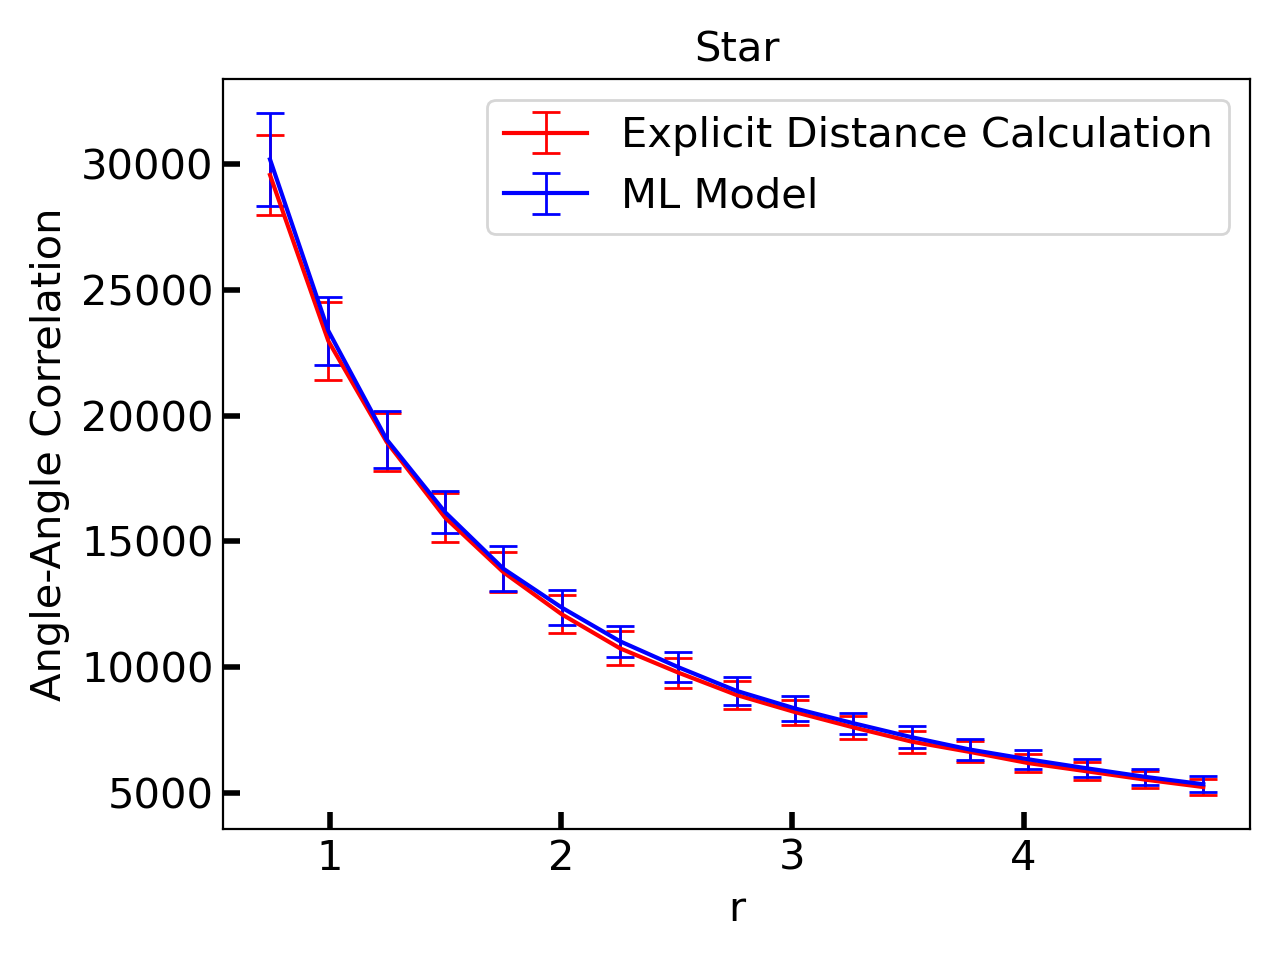 Star
Explicit Distance Calculation
ML Model
Angle-Angle Correlation
30000
25000
20000
15000
10000
5000
1 2 3 4
r